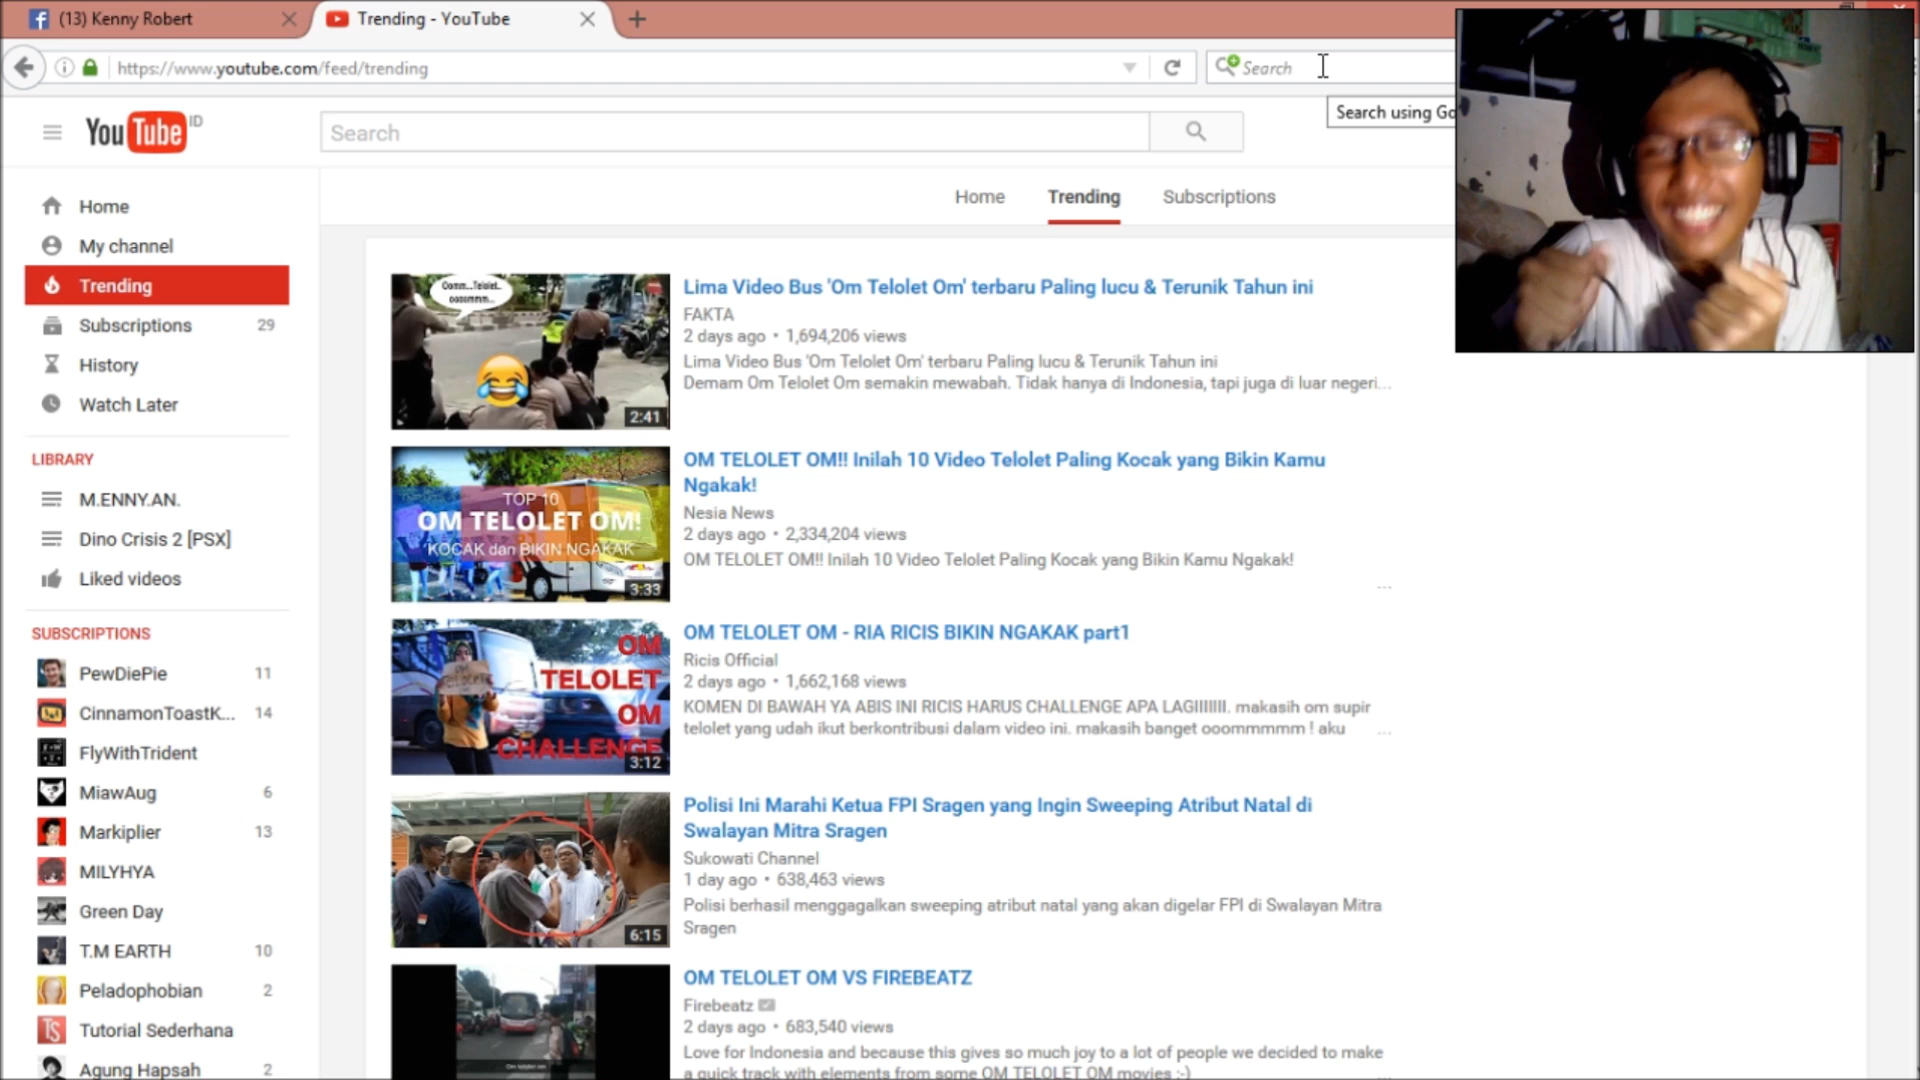 (13) Kenny Robert
Trending - YouTube
https://www.youtube.com/feed/trending
Search
Search using Go
YouTube ID
Search
Home
Trending
Subscriptions
Home
My channel
Trending
Subscriptions 29
History
Watch Later
LIBRARY
M.ENNY.AN.
Dino Crisis 2 [PSX]
Liked videos
SUBSCRIPTIONS
PewDiePie 11
CinnamonToastK... 14
FlyWithTrident
MiawAug 6
Markiplier 13
MILYHYA
Green Day
T.M EARTH 10
Peladophobian 2
TS
Tutorial Sederhana
Agung Hapsah 2
Omm...Telolet..
ooommm...
2:41
Lima Video Bus 'Om Telolet Om' terbaru Paling lucu & Terunik Tahun ini
FAKTA
2 days ago • 1,694,206 views
Lima Video Bus 'Om Telolet Om' terbaru Paling lucu & Terunik Tahun ini
Demam Om Telolet Om semakin mewabah. Tidak hanya di Indonesia, tapi juga di luar negeri...
TOP 10
OM TELOLET OM!
KOCAK dan BIKIN NGAKAK
3:33
OM TELOLET OM!! Inilah 10 Video Telolet Paling Kocak yang Bikin Kamu
Ngakak!
Nesia News
2 days ago • 2,334,204 views
OM TELOLET OM!! Inilah 10 Video Telolet Paling Kocak yang Bikin Kamu Ngakak!
...
OM
TELOLET
OM
CHALLENGE
3:12
OM TELOLET OM - RIA RICIS BIKIN NGAKAK part1
Ricis Official
2 days ago • 1,662,168 views
KOMEN DI BAWAH YA ABIS INI RICIS HARUS CHALLENGE APA LAGIIIIIII. makasih om supir
telolet yang udah ikut berkontribusi dalam video ini. makasih banget ooommmmm ! aku ...
6:15
Polisi Ini Marahi Ketua FPI Sragen yang Ingin Sweeping Atribut Natal di
Swalayan Mitra Sragen
Sukowati Channel
1 day ago • 638,463 views
Polisi berhasil menggagalkan sweeping atribut natal yang akan digelar FPI di Swalayan Mitra
Sragen
OM TELOLET OM VS FIREBEATZ
Firebeatz
2 days ago • 683,540 views
Love for Indonesia and because this gives so much joy to a lot of people we decided to make
a quick track with elements from some OM TELOLET OM movies :-)